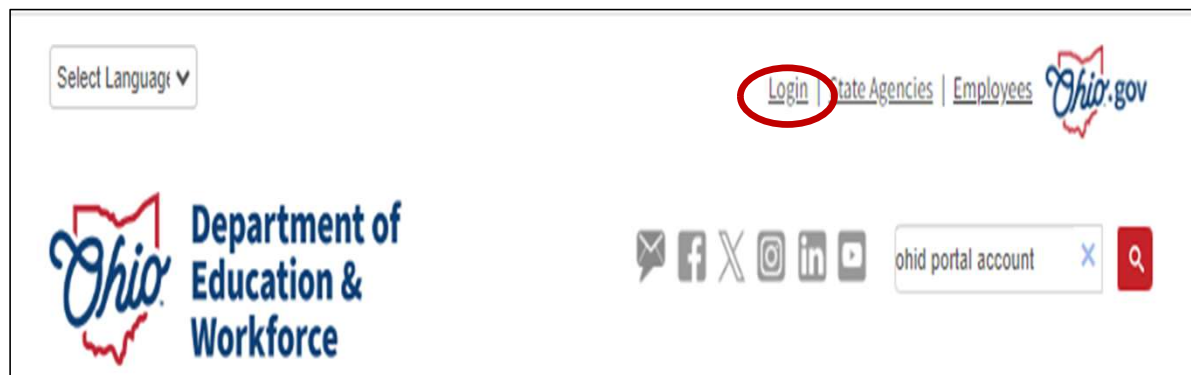 Select Language
Login | State Agencies | Employees
Ohio.gov
Ohio
Department of
Education &
Workforce
ohid portal account X